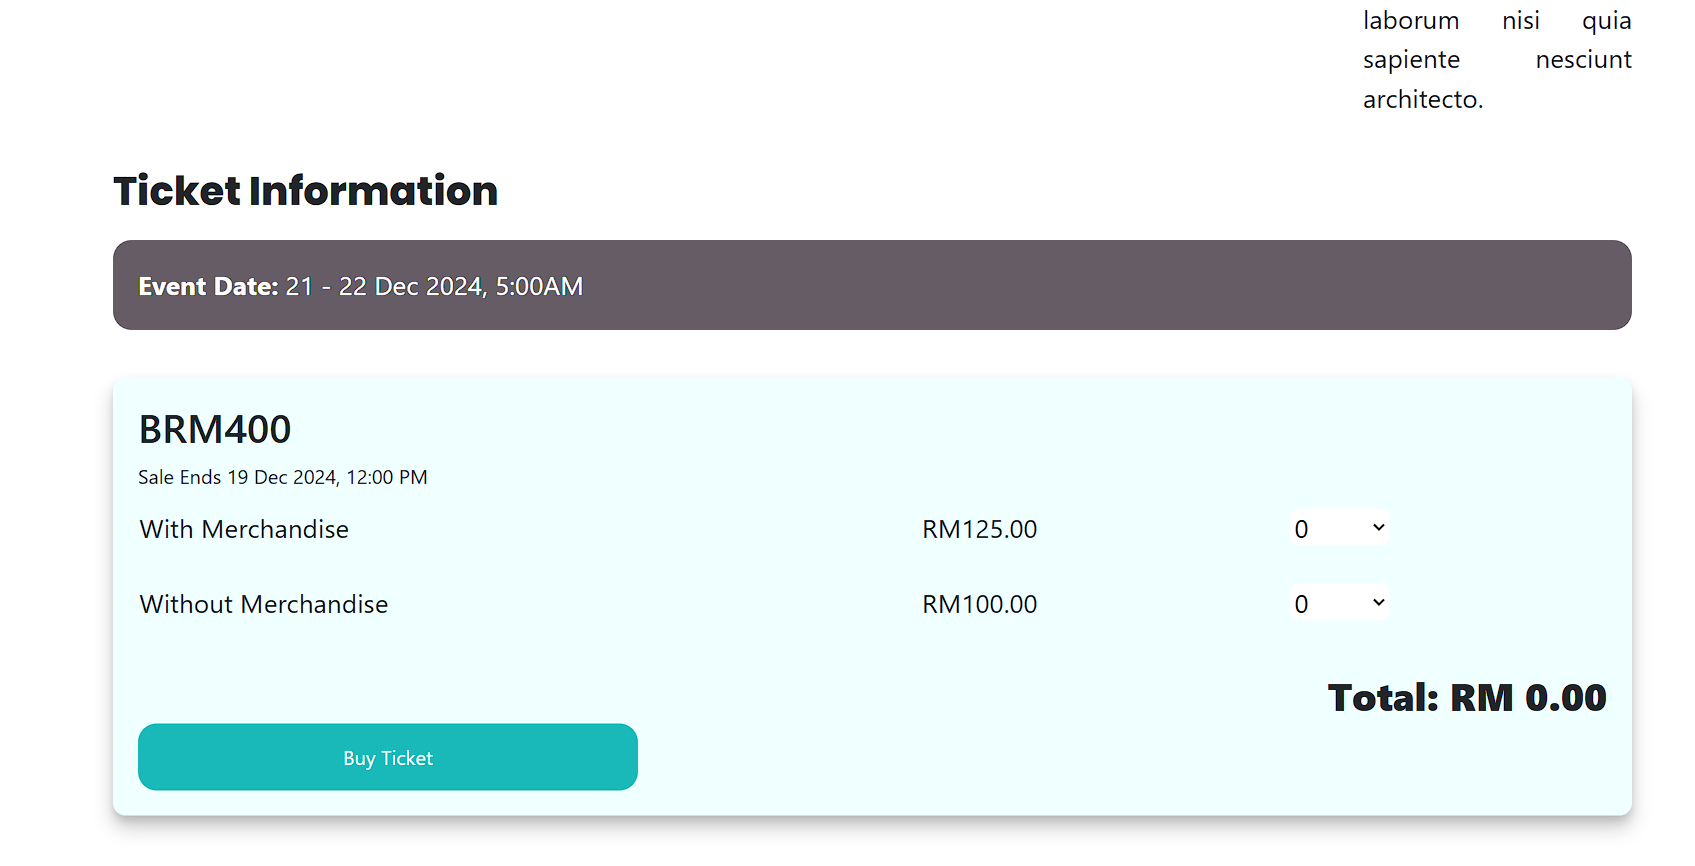 laborum nisi quia
sapiente nesciunt
architecto.
Ticket Information
Event Date: 21 - 22 Dec 2024, 5:00AM
BRM400
Sale Ends 19 Dec 2024, 12:00 PM
With Merchandise RM125.00 0
Without Merchandise RM100.00 0
Total: RM 0.00
Buy Ticket